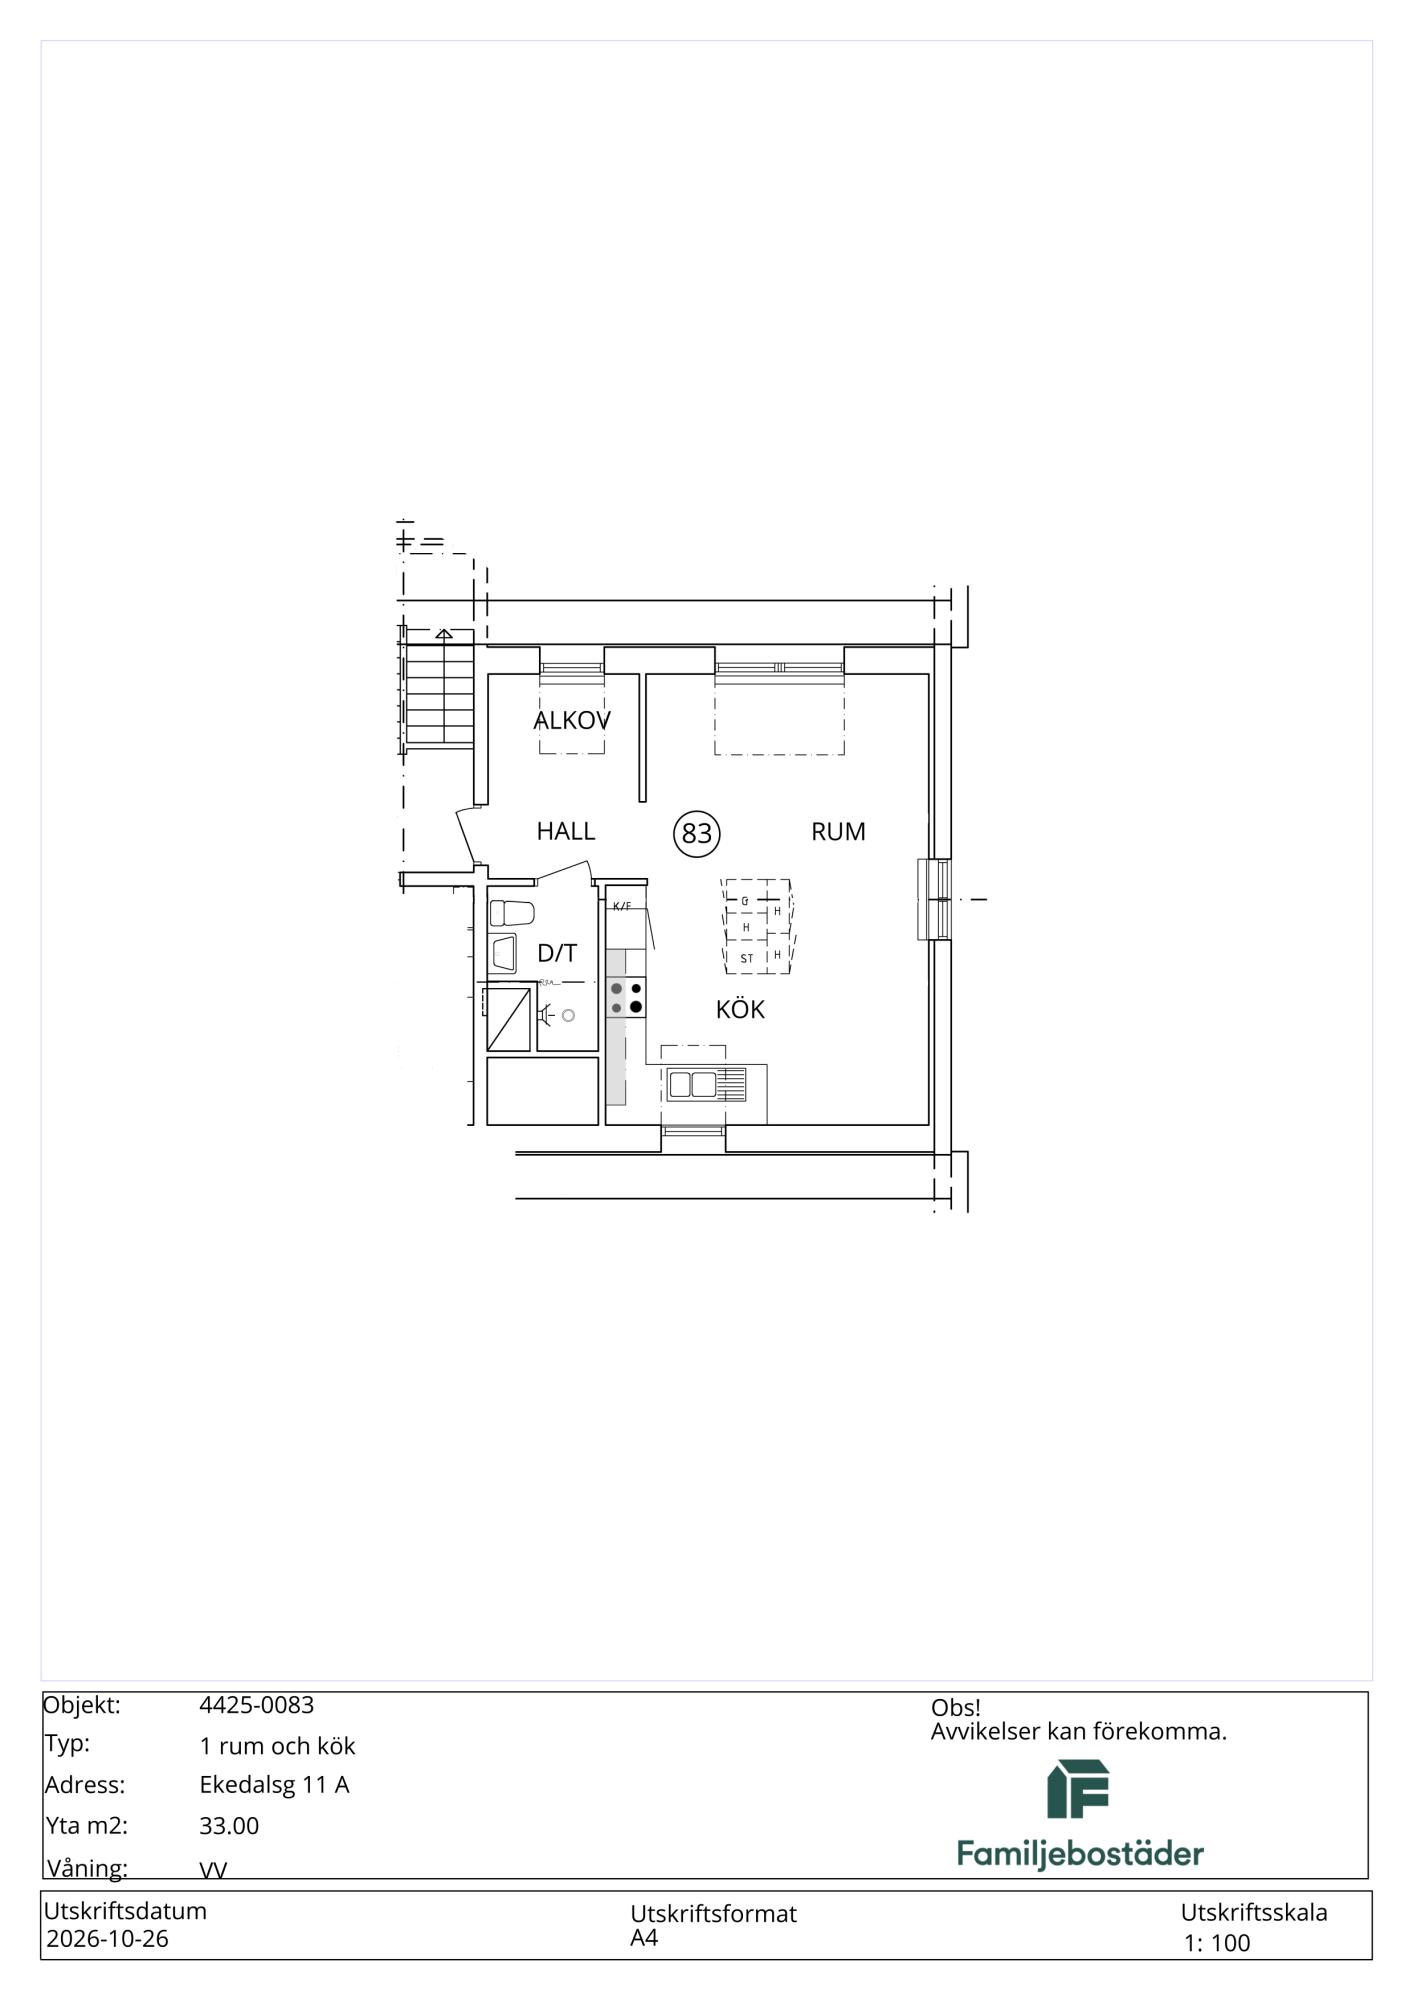 ALKOV
HALL
83
RUM
K/F
G
H
H
D/T
ST
H
KÖK
Objekt: 4425-0083
Typ: 1 rum och kök
Adress: Ekedalsg 11 A
Yta m2: 33.00
Våning: VV
Obs!
Avvikelser kan förekomma.
Familjebostäder
Utskriftsdatum
2026-10-26
Utskriftsformat
A4
Utskriftsskala
1: 100